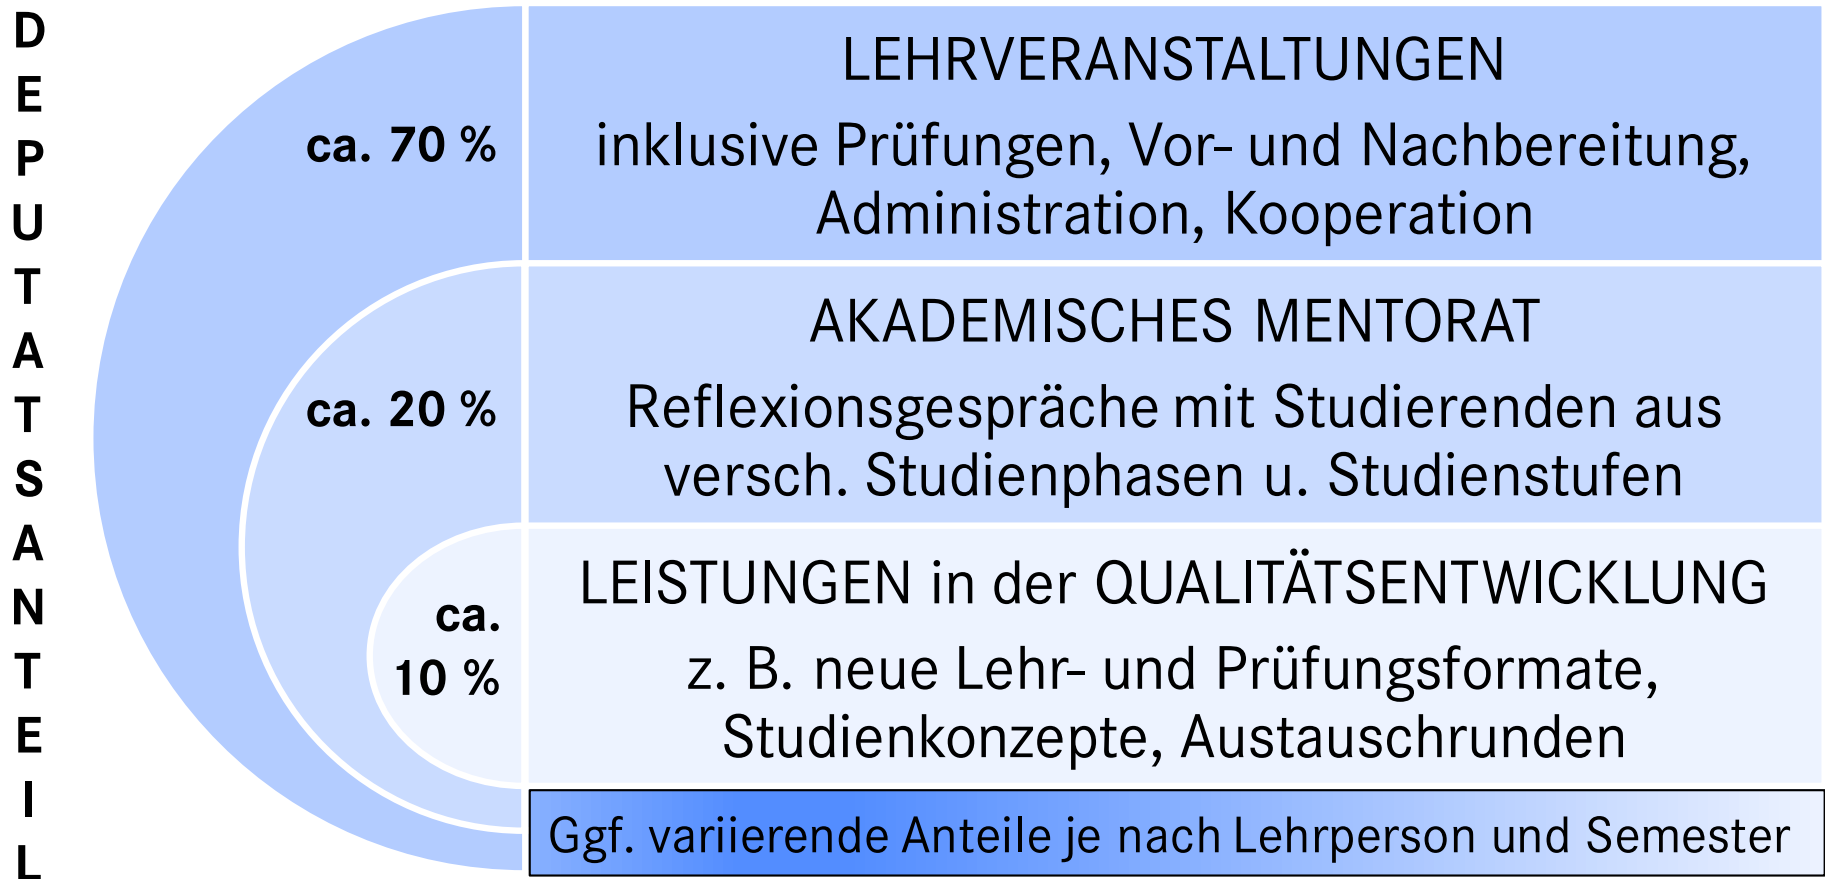 DEPUTATSANTEIL
ca. 70 %
LEHRVERANSTALTUNGEN
inklusive Prüfungen, Vor- und Nachbereitung,
Administration, Kooperation
ca. 20 %
AKADEMISCHES MENTORAT
Reflexionsgespräche mit Studierenden aus
versch. Studienphasen u. Studienstufen
ca.
10 %
LEISTUNGEN in der QUALITÄTSENTWICKLUNG
z. B. neue Lehr- und Prüfungsformate,
Studienkonzepte, Austauschrunden
Ggf. variierende Anteile je nach Lehrperson und Semester